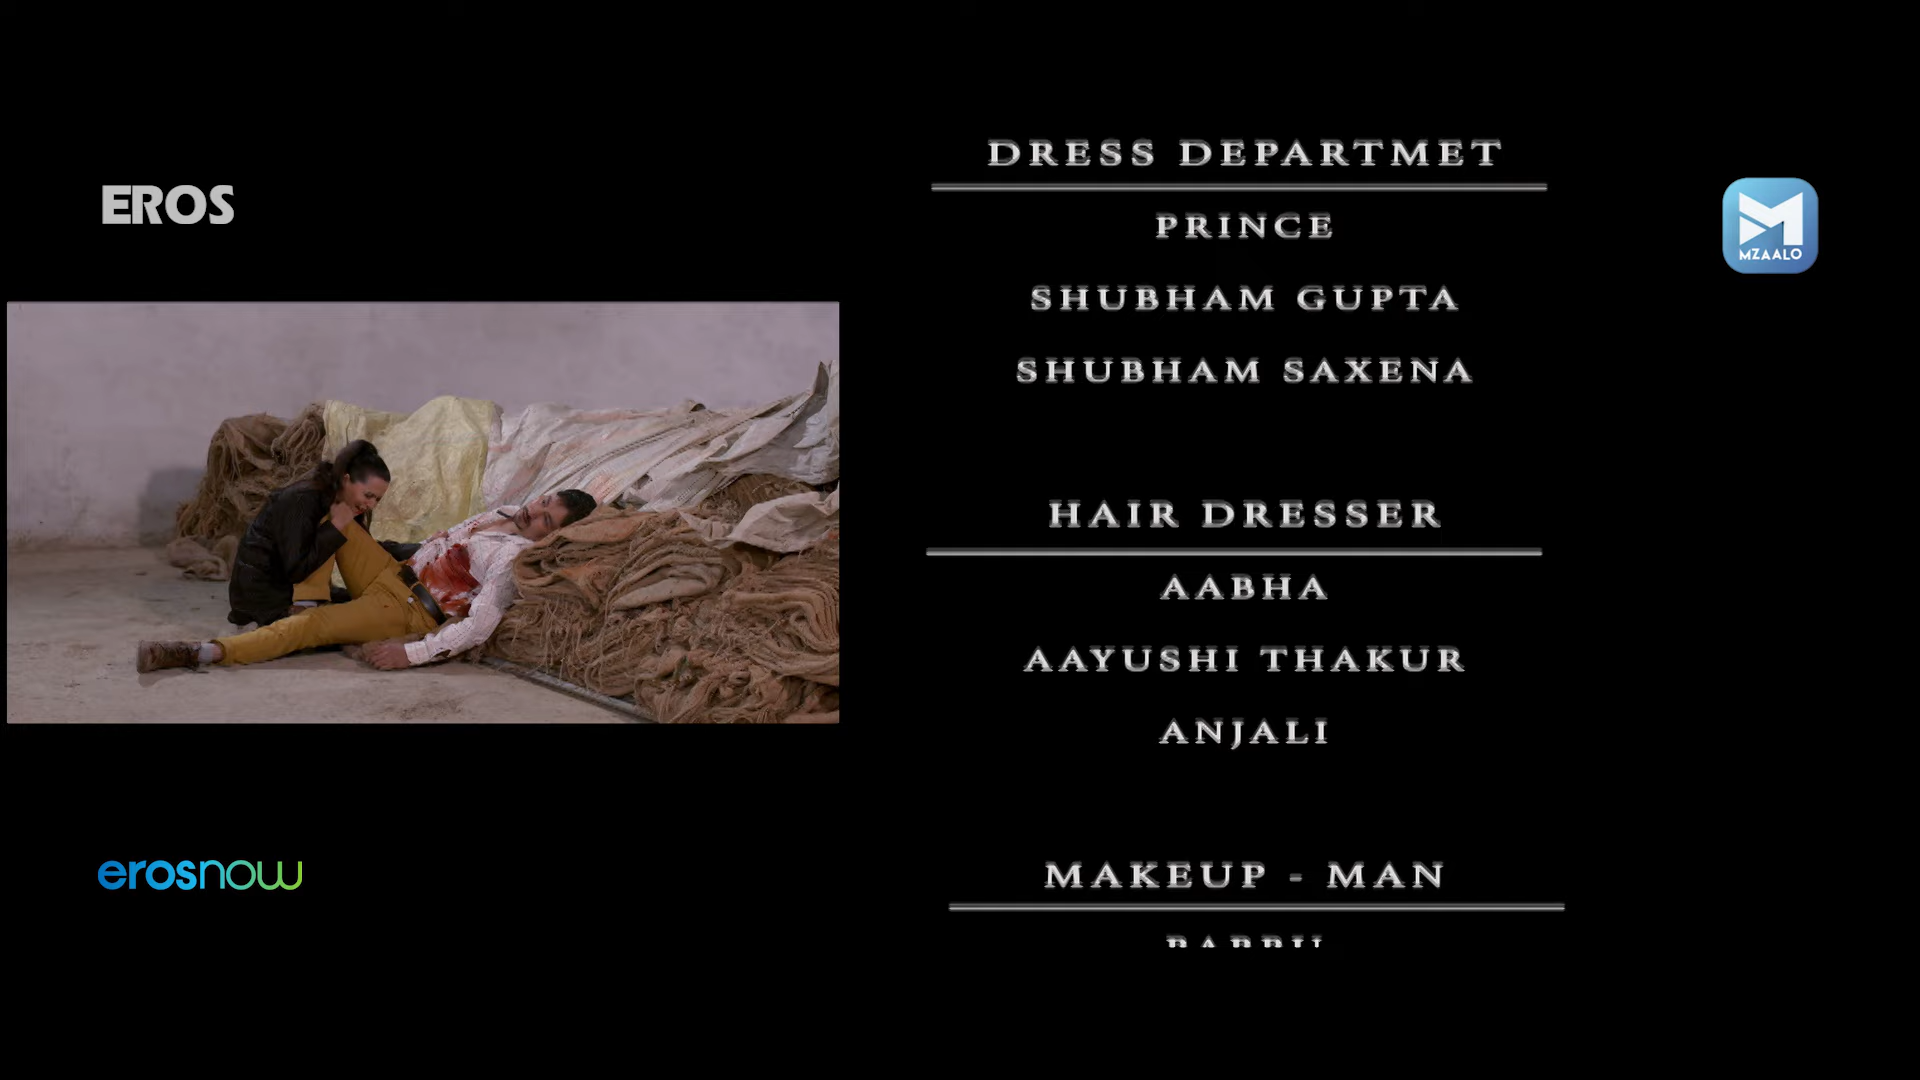 EROS
DRESS DEPARTMET
PRINCE
SHUBHAM GUPTA
SHUBHAM SAXENA
MZAALO
HAIR DRESSER
AABHA
AAYUSHI THAKUR
ANJALI
MAKEUP - MAN
erosnow